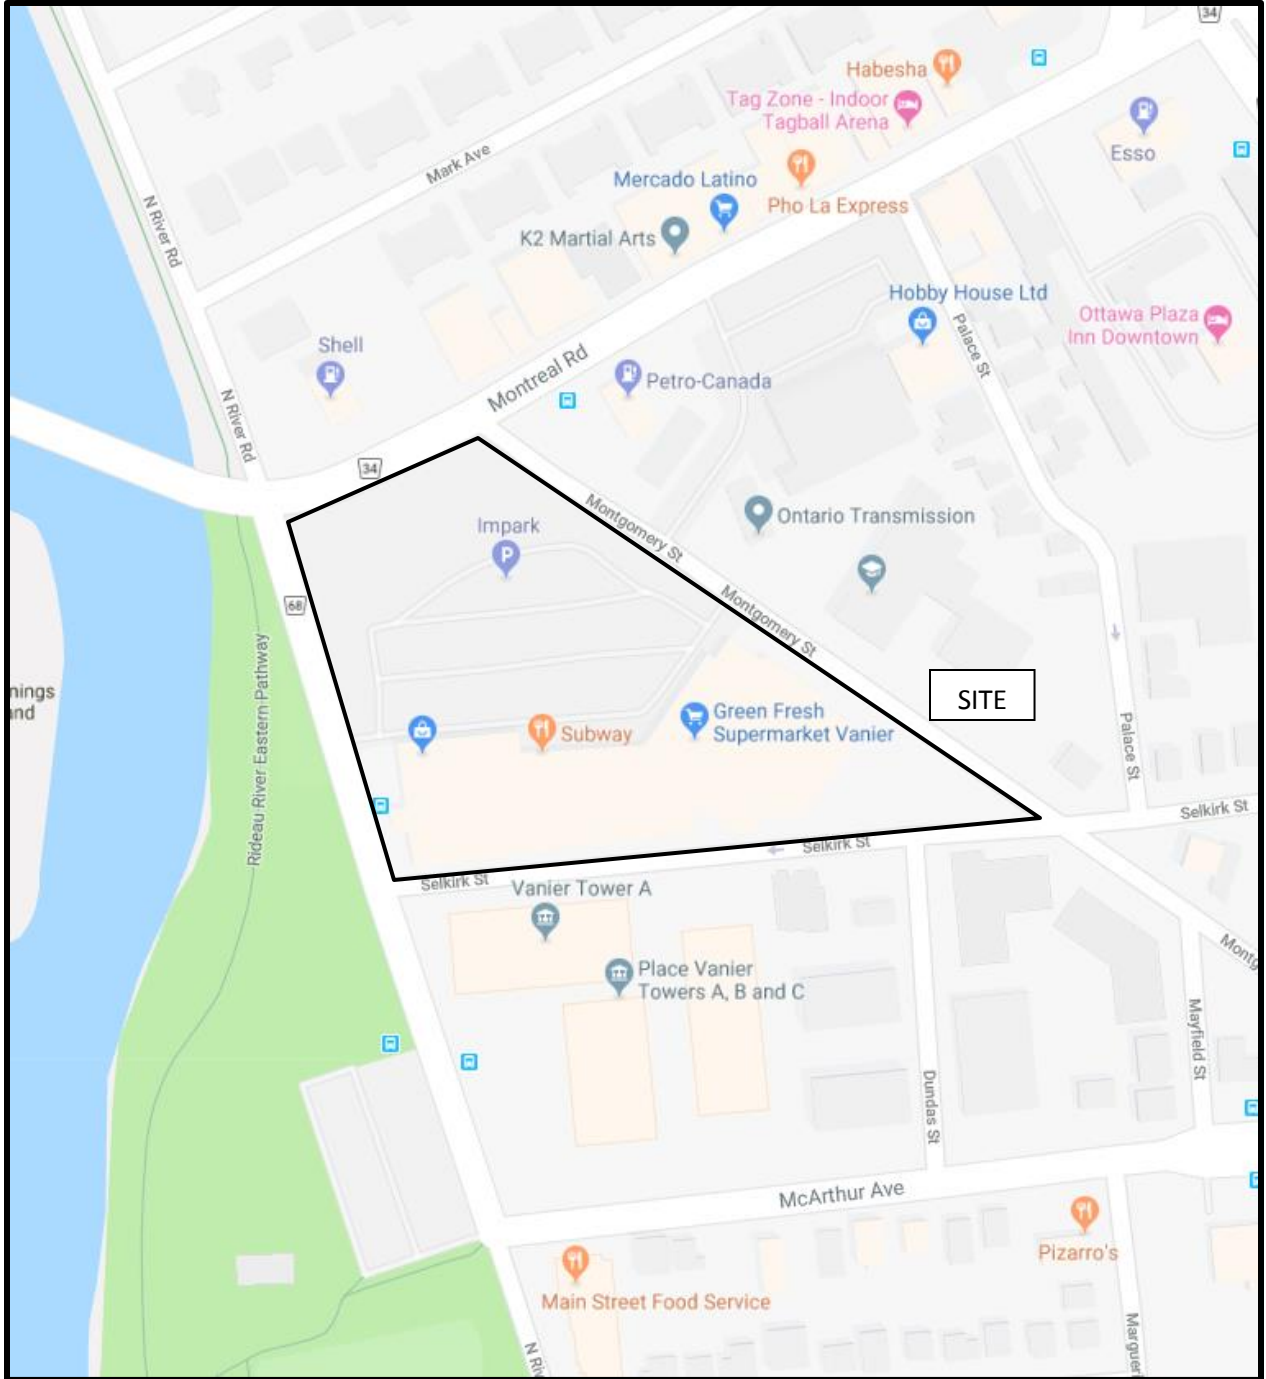 34
Habesha
Tag Zone - Indoor
Tagball Arena
Esso
Mark Ave
Mercado Latino
Pho La Express
N River Rd
K2 Martial Arts
Hobby House Ltd
Ottawa Plaza
Inn Downtown
Palace St
Shell
Montreal Rd
Petro-Canada
N River Rd
34
Impark
P
Montgomery St
Ontario Transmission
68
Montgomery St
Rideau River Eastern Pathway
nings
nd
SITE
Green Fresh
Supermarket Vanier
Subway
Palace St
Selkirk St
Selkirk St
Selkirk St
Vanier Tower A
Place Vanier
Towers A, B and C
Montg
Mayfield St
Dundas St
McArthur Ave
Pizarro's
Main Street Food Service
N Riv
Margueri